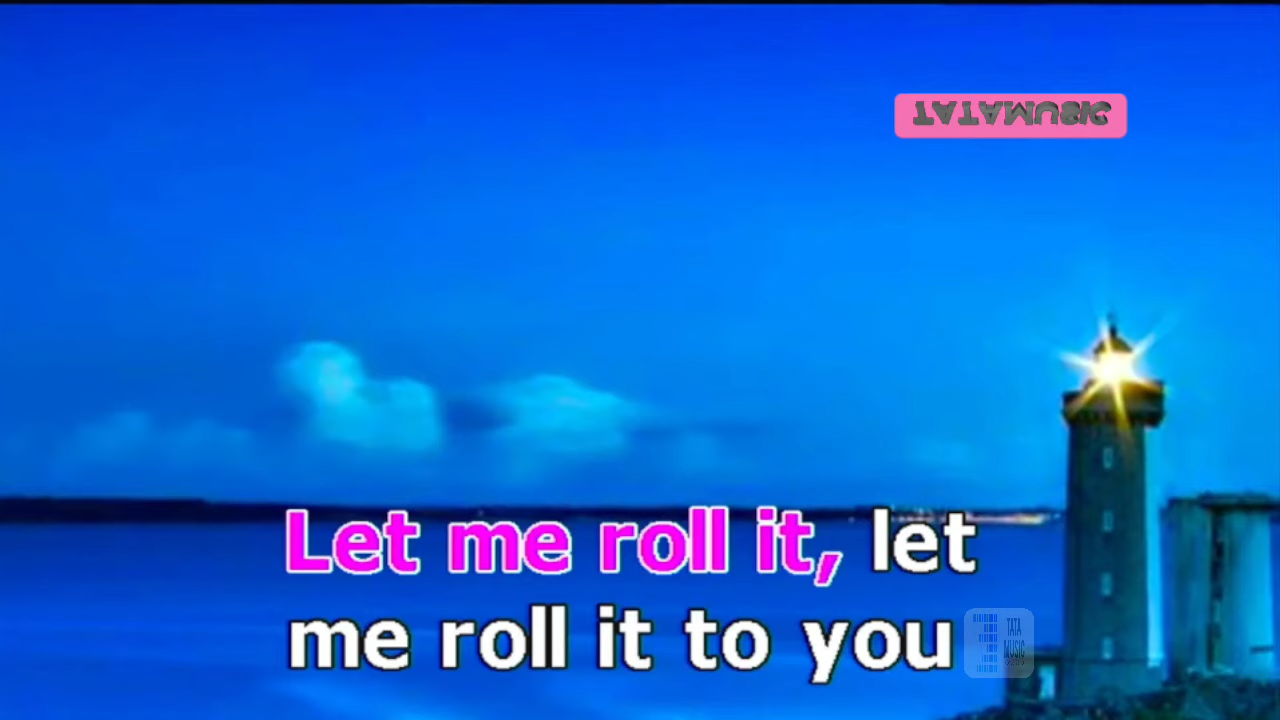 TATAMUSIC
Let me roll it, let
me roll it to you
TATA
MUSIC